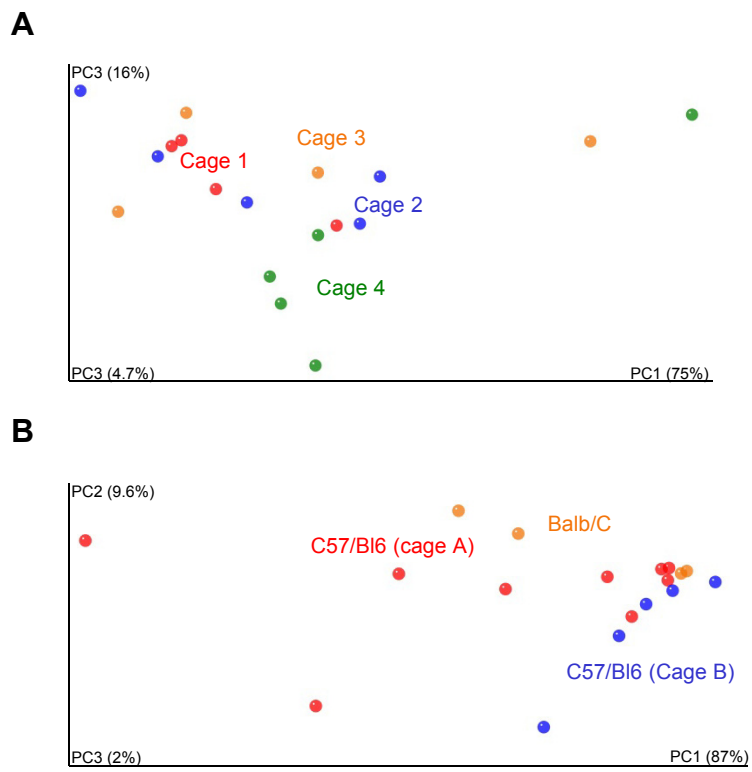 A
PC3 (16%)
Cage 3
Cage 1
Cage 2
Cage 4
PC3 (4.7%)
PC1 (75%)
B
PC2 (9.6%)
Balb/C
C57/Bl6 (cage A)
C57/Bl6 (Cage B)
PC3 (2%)
PC1 (87%)